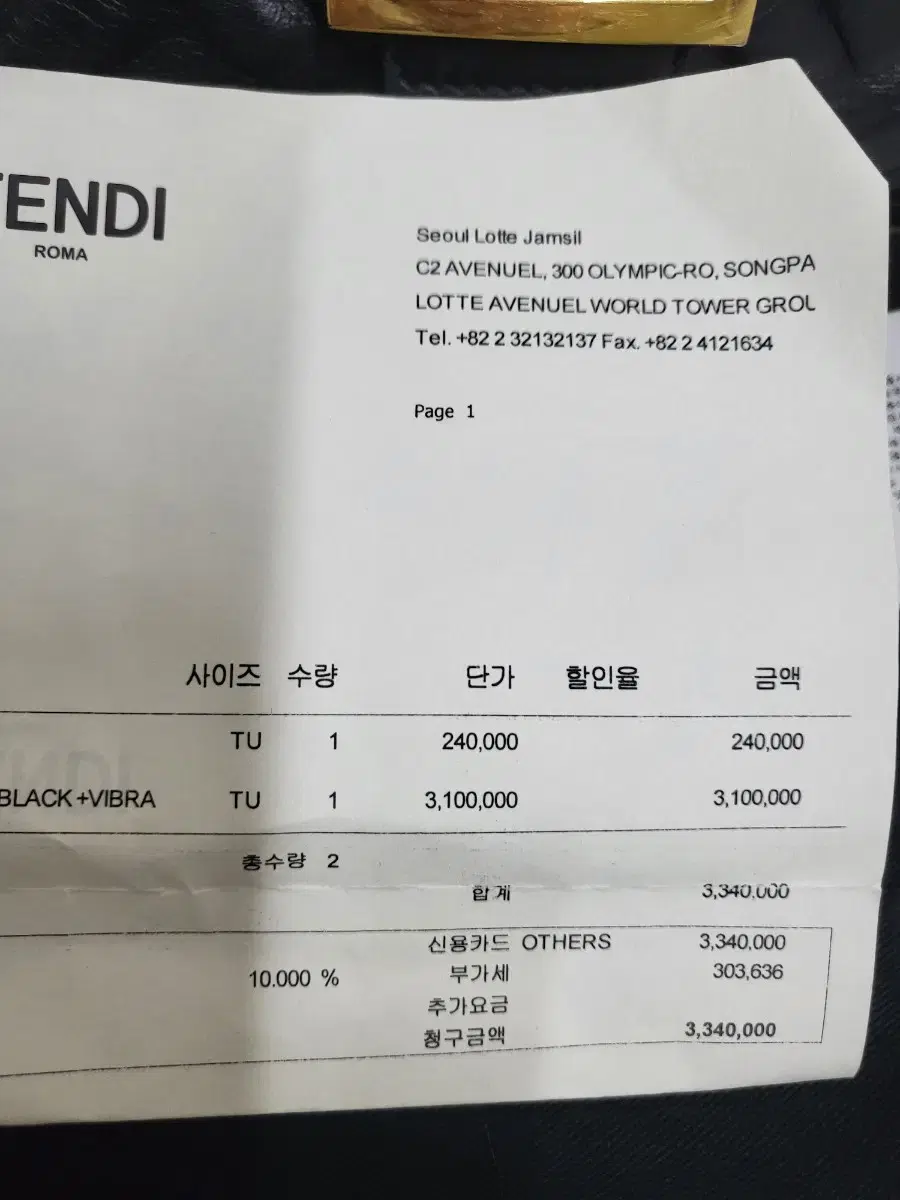 FENDI
ROMA
Seoul Lotte Jamsil
C2 AVENUEL, 300 OLYMPIC-RO, SONGPA
LOTTE AVENUEL WORLD TOWER GROU
Tel. +82 2 32132137 Fax. +82 2 4121634
Page 1
사이즈 수량 단가 할인율 금액
TU 1 240,000 240,000
BLACK+VIBRA TU 1 3,100,000 3,100,000
총수량 2
합계 3,340,000
신용카드 OTHERS 3,340,000
10.000 % 부가세 303,636
추가요금
청구금액 3,340,000